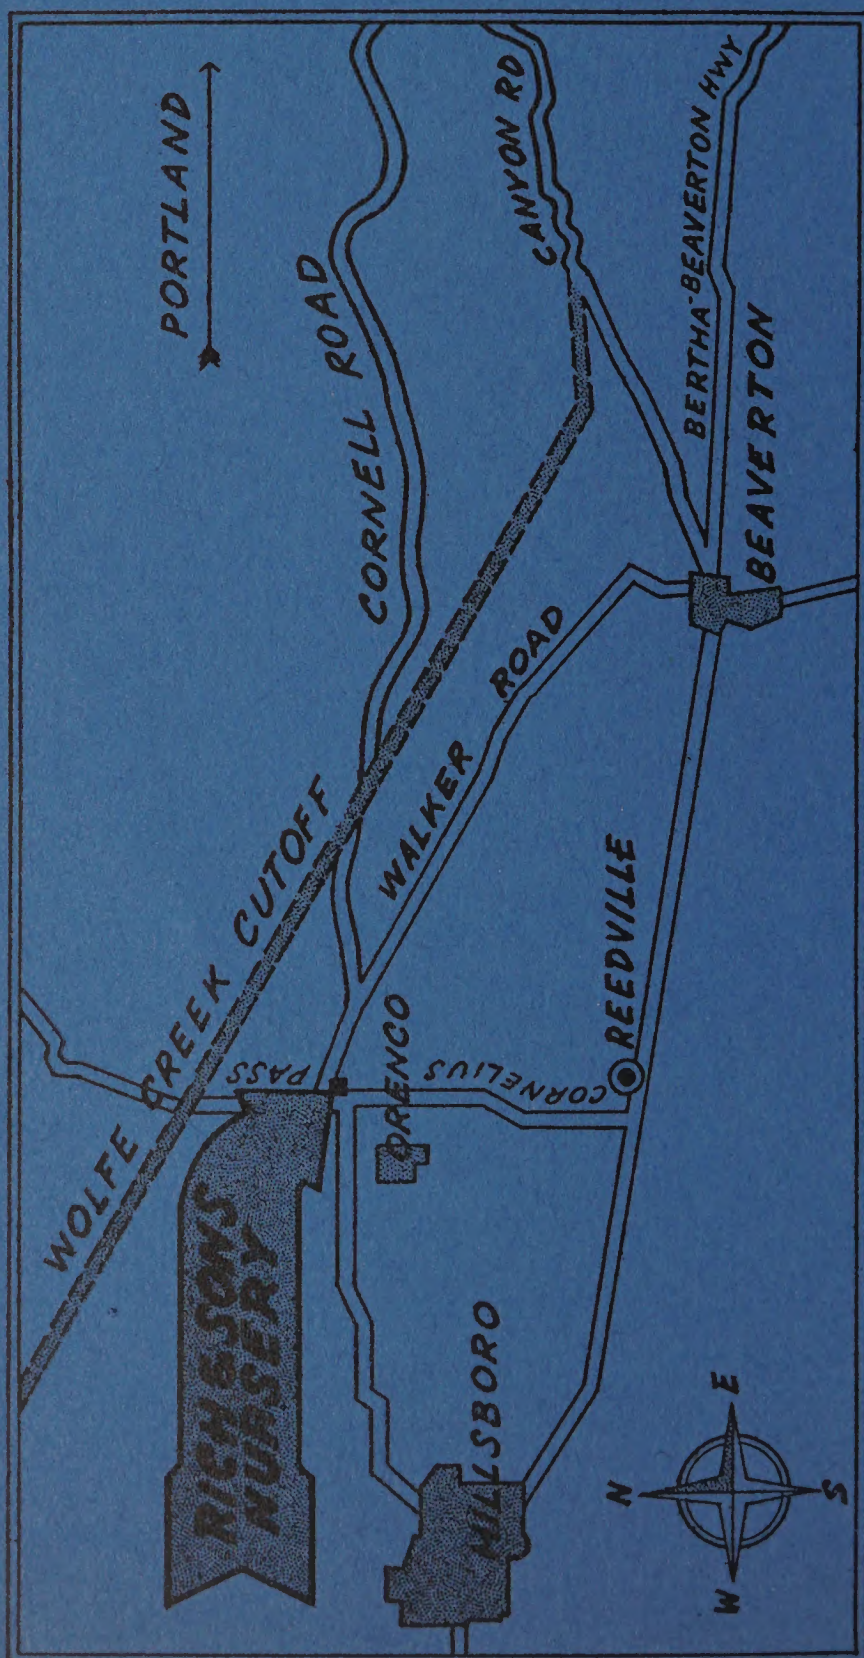 PORTLAND
CORNELL ROAD
CANYON RD
BERTHA-BEAVERTON HWY
BEAVERTON
WOLFE CREEK CUTOFF
WALKER ROAD
REEDVILLE
CORNELIUS PASS
ORENCO
RICH & SONS
NURSERY
HILLSBORO
N
E
S
W